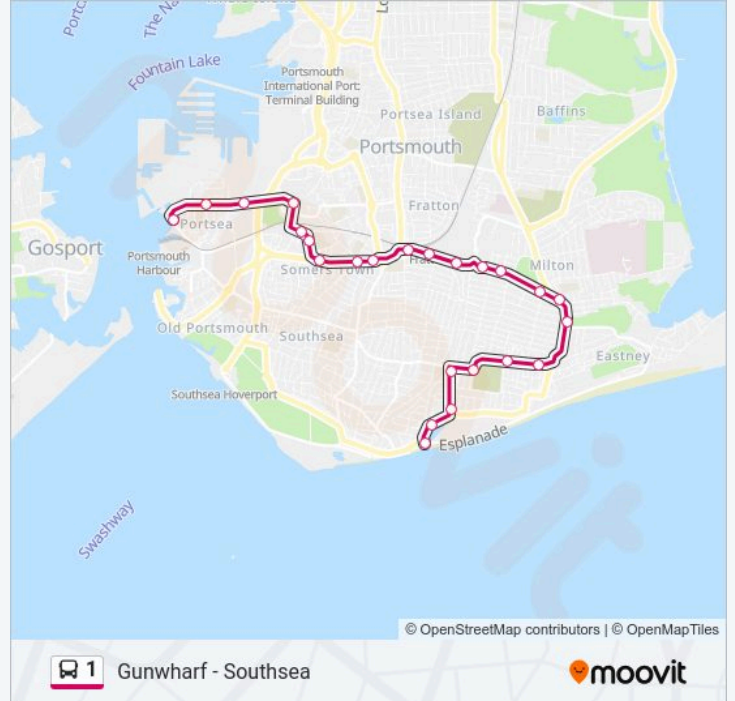 Fountain Lake
Portsmouth
International Port:
Terminal Building
Portsea Island
Baffins
Portsmouth
Fratton
Portsea
Gosport
Portsmouth
Harbour
Somers Town
Milton
Old Portsmouth
Southsea
Eastney
Southsea Hoverport
Esplanade
Swashway
© OpenStreetMap contributors | © OpenMapTiles
1 Gunwharf - Southsea
moovit